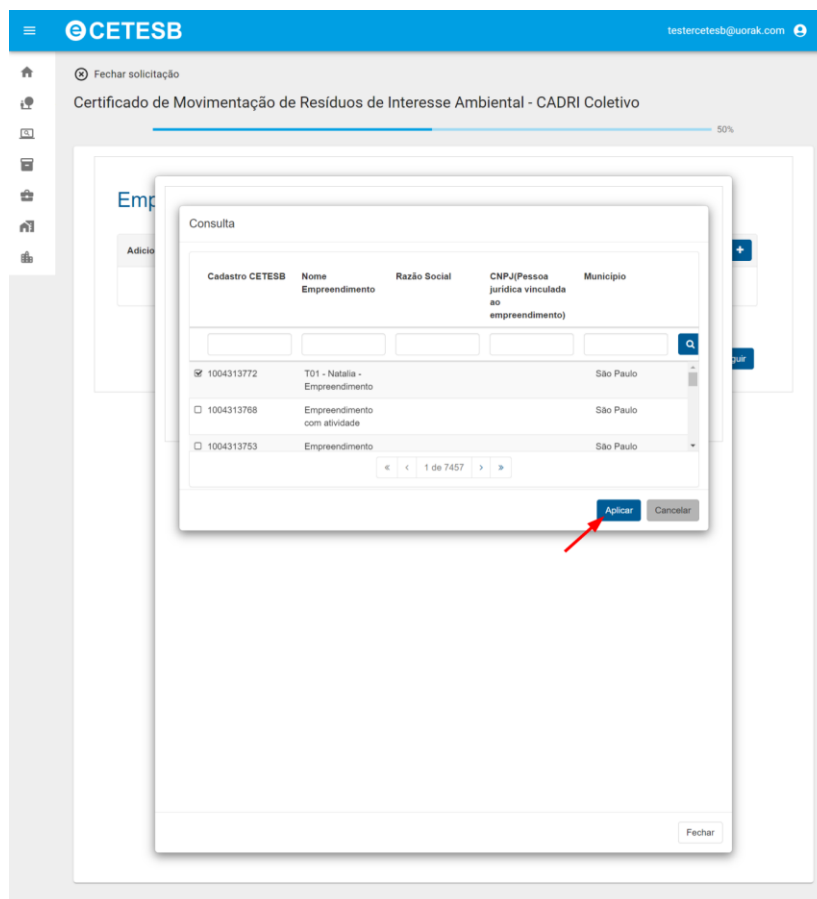 eCETESB
testercetesb@uorak.com
Fechar solicitação
Certificado de Movimentação de Resíduos de Interesse Ambiental - CADRI Coletivo
50%
Emp
Adicio
+
Consulta
Cadastro CETESB
Nome
Empreendimento
Razão Social
CNPJ(Pessoa
jurídica vinculada
ao
empreendimento)
Município
1004313772
T01 - Natalia -
Empreendimento
São Paulo
1004313768
Empreendimento
com atividade
São Paulo
1004313753
Empreendimento
São Paulo
« ‹ 1 de 7457 › »
guir
Aplicar
Cancelar
Fechar